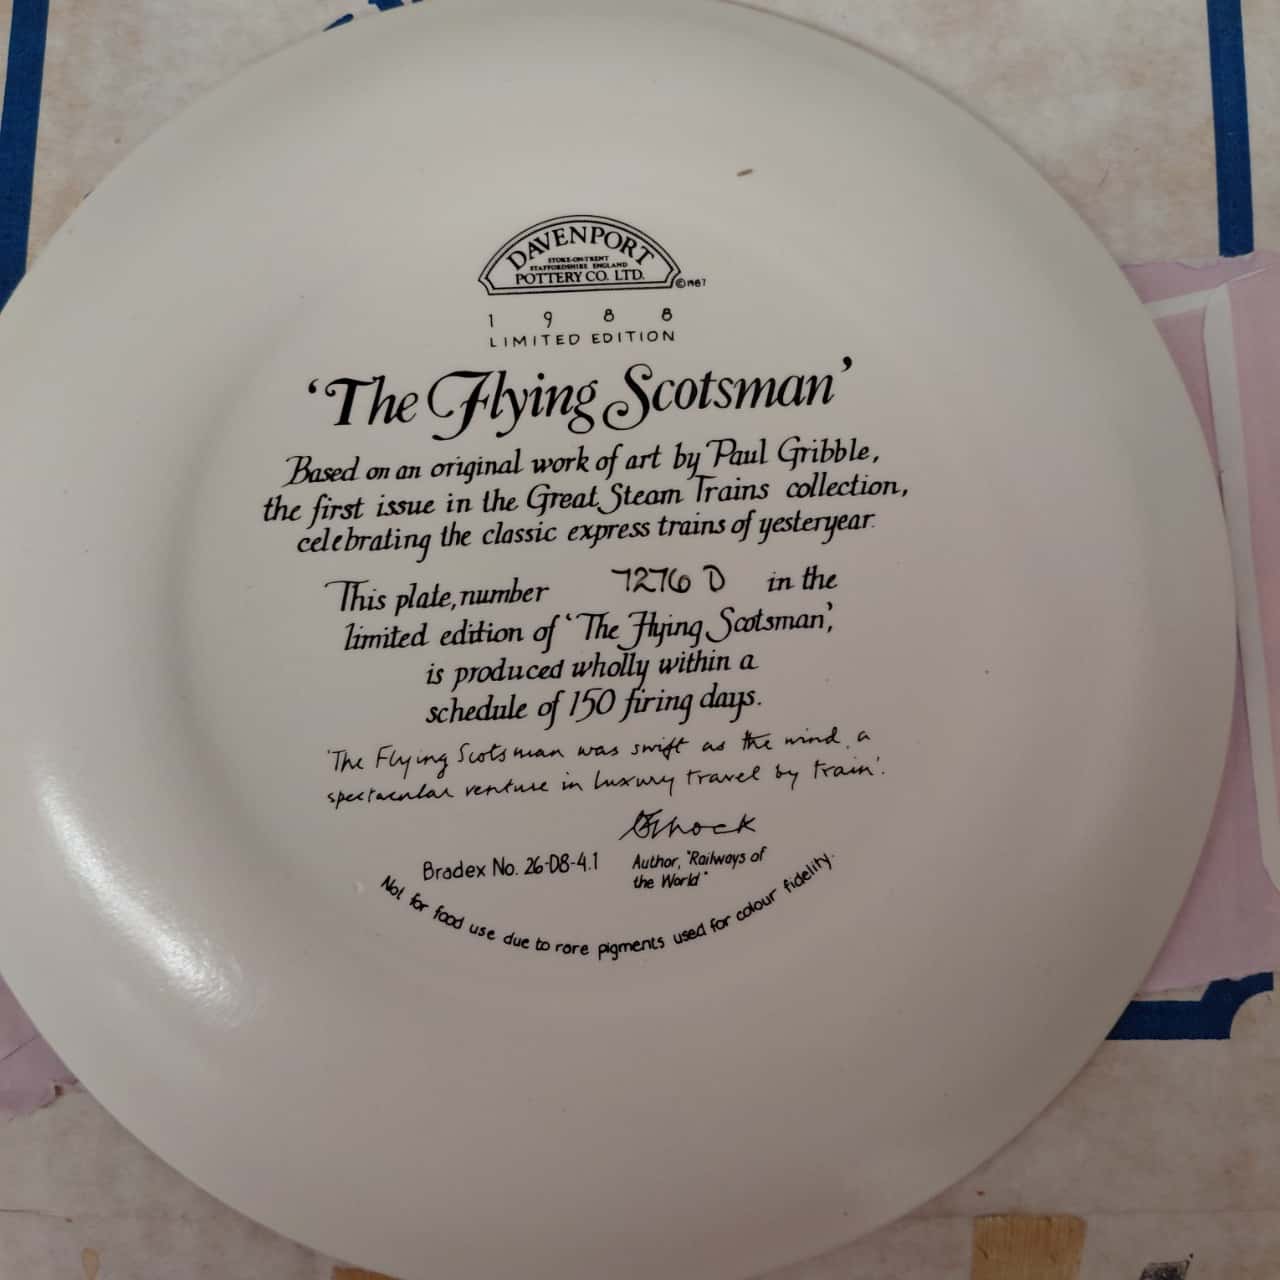 DAVENPORT
STOKE-ON-TRENT
STAFFORDSHIRE ENGLAND
POTTERY CO. LTD.
© 1987
1988
LIMITED EDITION
'The Flying Scotsman'
Based on an original work of art by Paul Gribble,
the first issue in the Great Steam Trains collection,
celebrating the classic express trains of yesteryear.
This plate, number 7276 D in the
limited edition of 'The Flying Scotsman',
is produced wholly within a
schedule of 150 firing days.
'The Flying Scotsman was swift as the wind, a
spectacular venture in luxury travel by train'.
Bradex No. 26-D8-4.1
Author, "Railways of
the World"
Not for food use due to rare pigments used for colour fidelity.